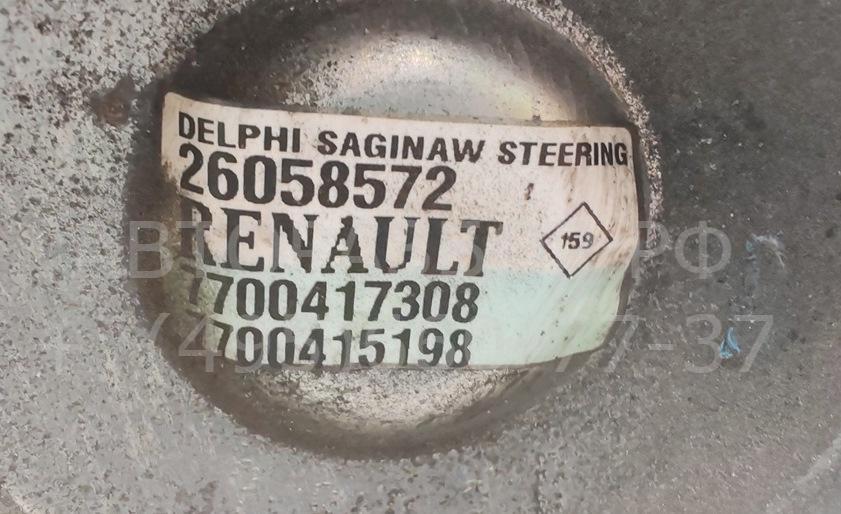 DELPHI SAGINAW STEERING
26058572
RENAULT
159
7700417308
7700415198